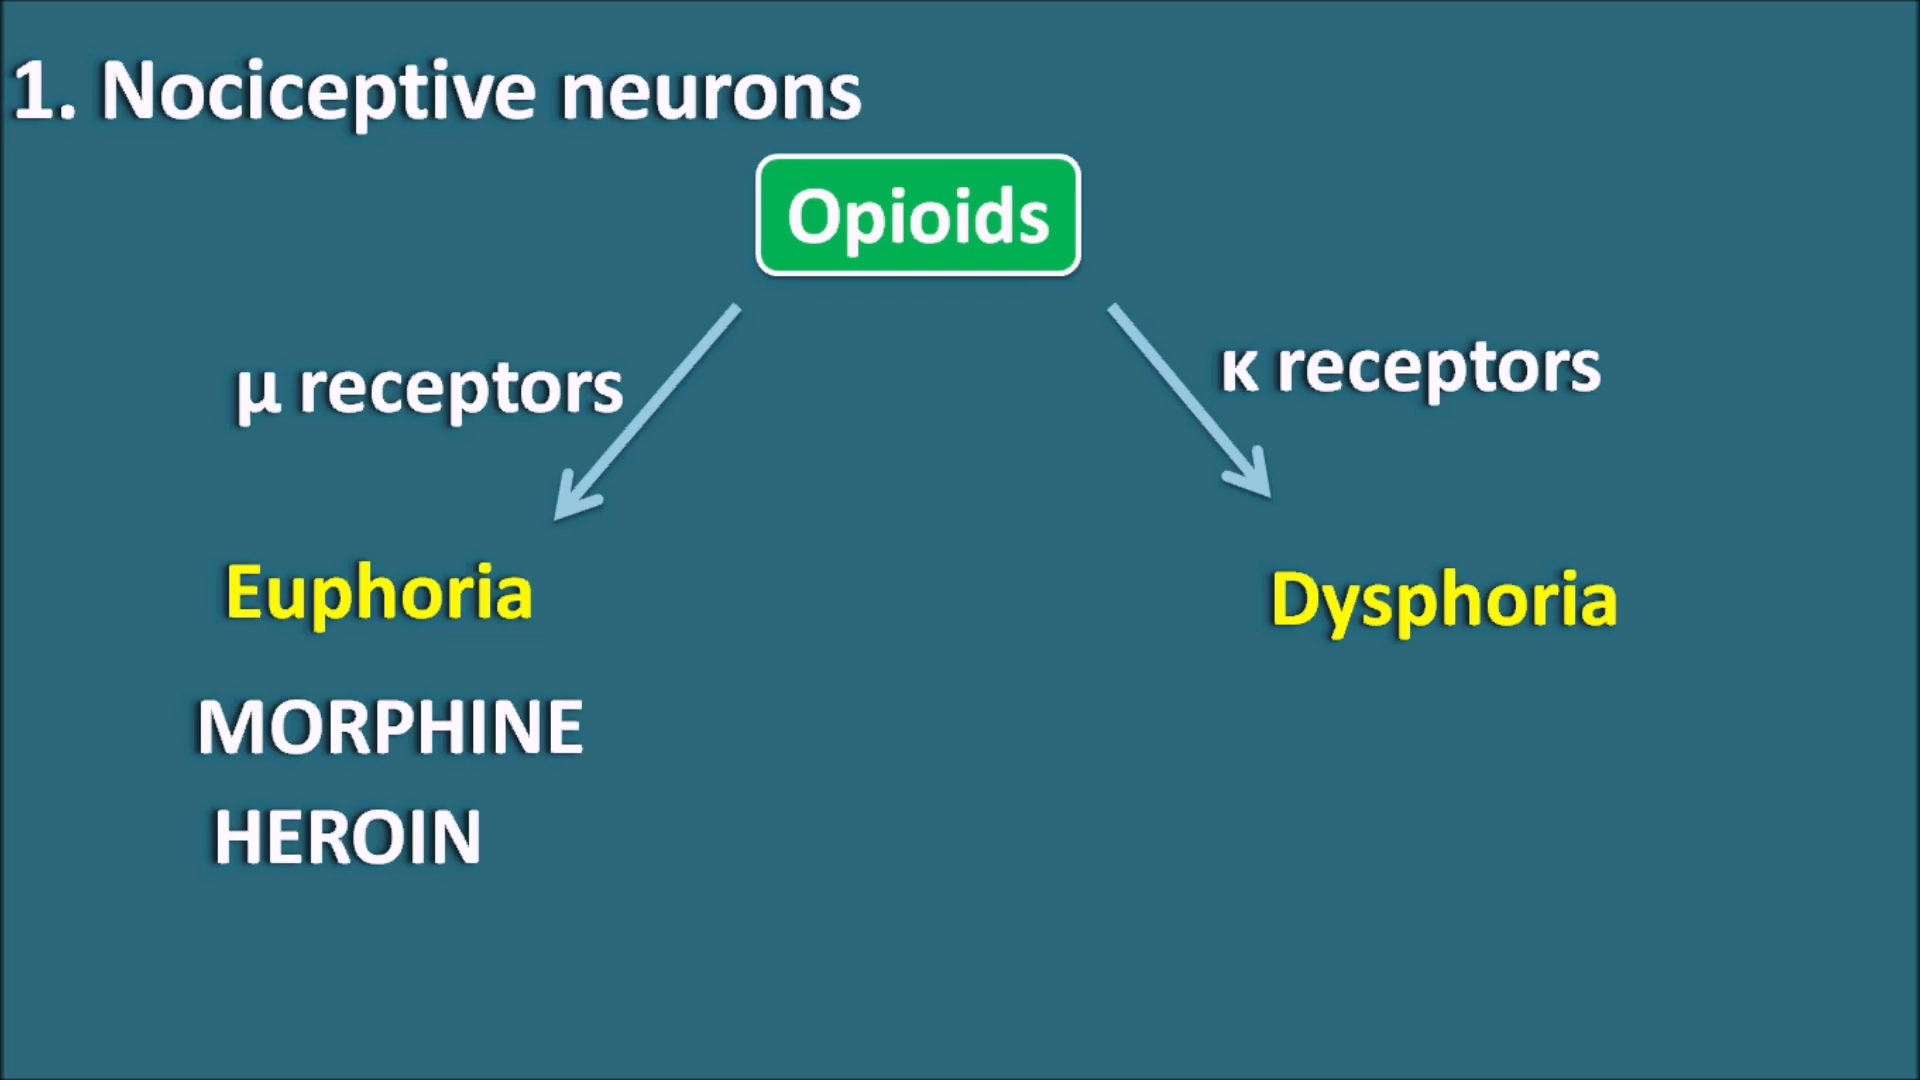 1. Nociceptive neurons
Opioids
μ receptors
κ receptors
Euphoria
Dysphoria
MORPHINE
HEROIN